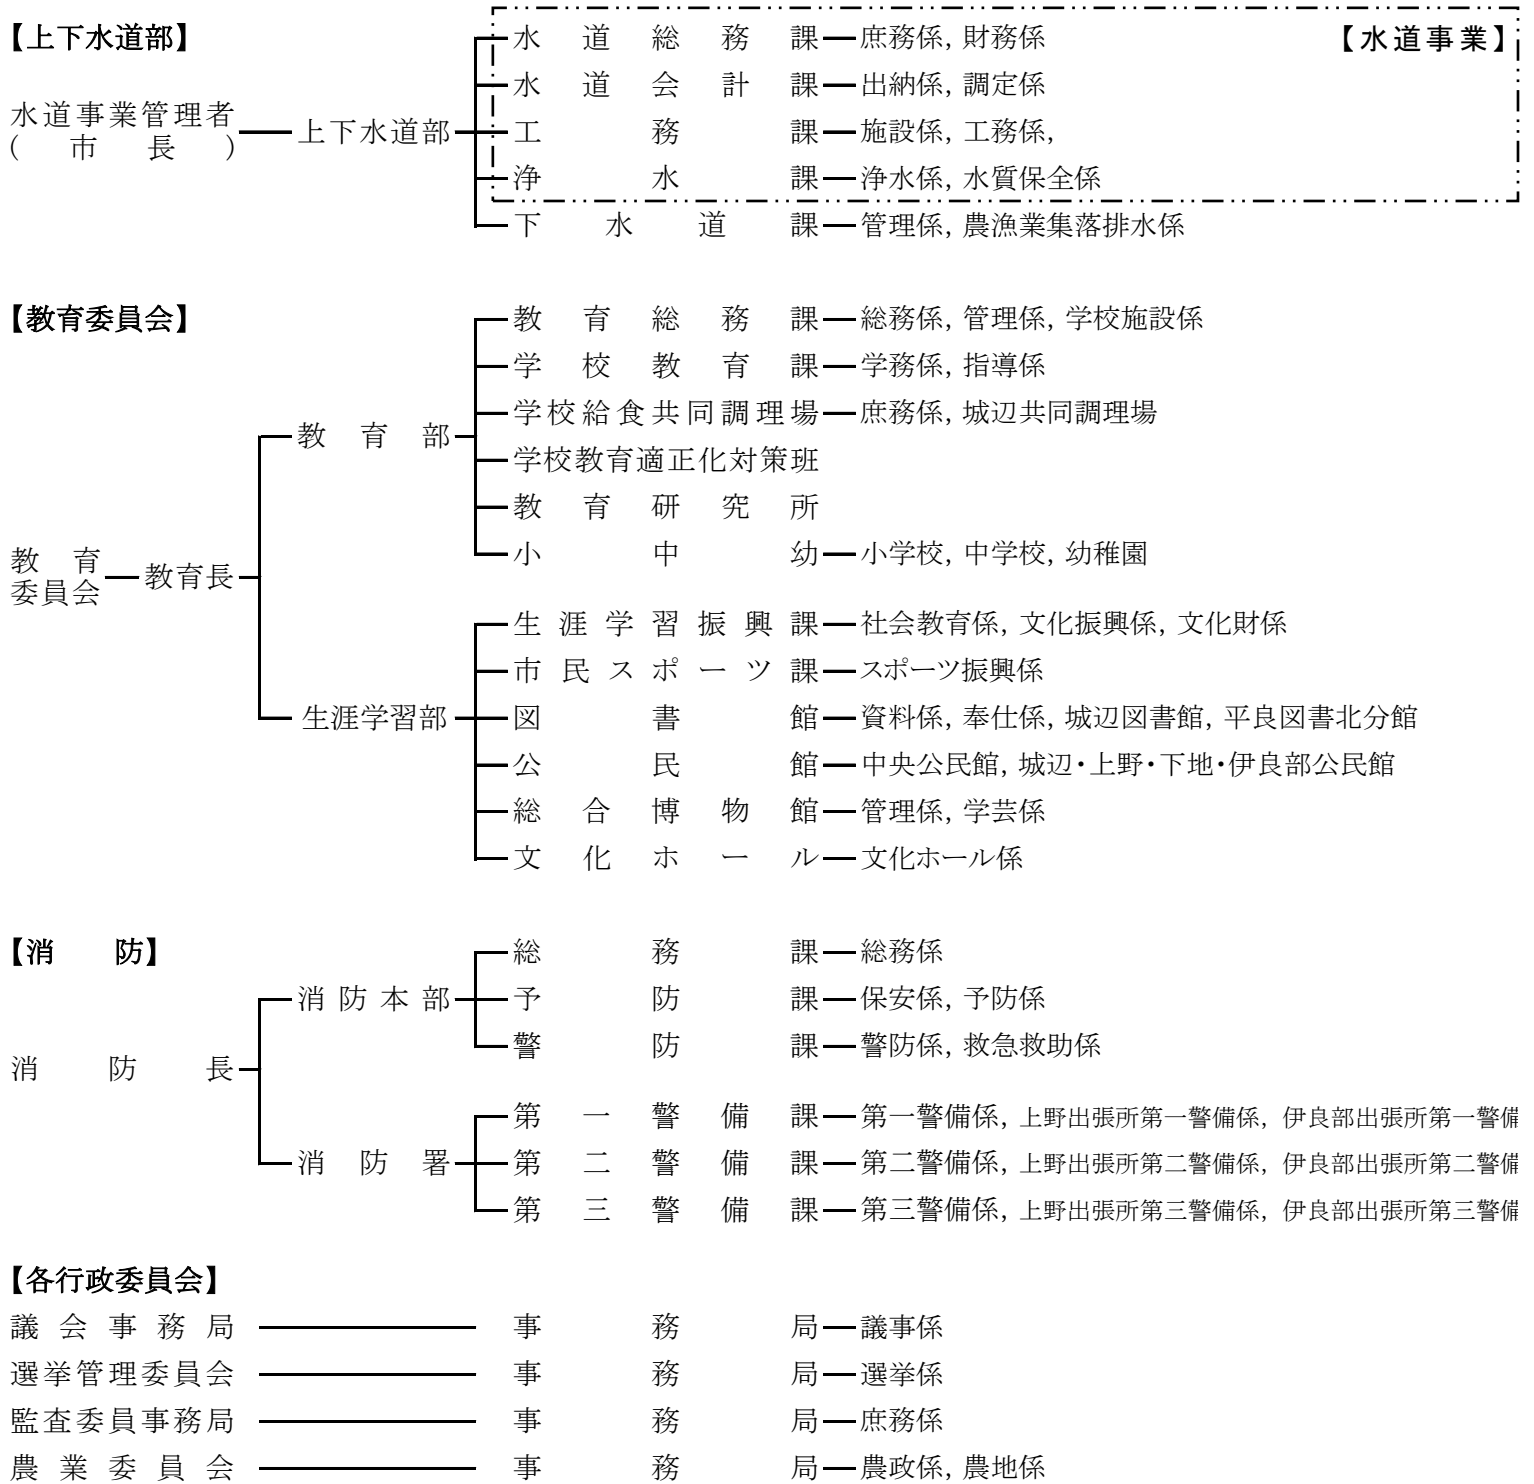 【上下水道部】 水道総務課 庶務係, 財務係 【水道事業】
水道会計課 出納係, 調定係
水道事業管理者
(市長) 上下水道部 工務課 施設係, 工務係,
浄水課 浄水係, 水質保全係
下水道課 管理係, 農漁業集落排水係
【教育委員会】 教育総務課 総務係, 管理係, 学校施設係
学校教育課 学務係, 指導係
学校給食共同調理場 庶務係, 城辺共同調理場
教育部
学校教育適正化対策班
教育研究所
小中幼 小学校, 中学校, 幼稚園
教育
委員会 教育長
生涯学習振興課 社会教育係, 文化振興係, 文化財係
市民スポーツ課 スポーツ振興係
生涯学習部 図書館 資料係, 奉仕係, 城辺図書館, 平良図書北分館
公民館 中央公民館, 城辺・上野・下地・伊良部公民館
総合博物館 管理係, 学芸係
文化ホール 文化ホール係
【消防】 総務課 総務係
消防本部 予防課 保安係, 予防係
警防課 警防係, 救急救助係
消防長
第一警備課 第一警備係, 上野出張所第一警備係, 伊良部出張所第一警備
消防署 第二警備課 第二警備係, 上野出張所第二警備係, 伊良部出張所第二警備
第三警備課 第三警備係, 上野出張所第三警備係, 伊良部出張所第三警備
【各行政委員会】
議会事務局 事務局 議事係
選挙管理委員会 事務局 選挙係
監査委員事務局 事務局 庶務係
農業委員会 事務局 農政係, 農地係